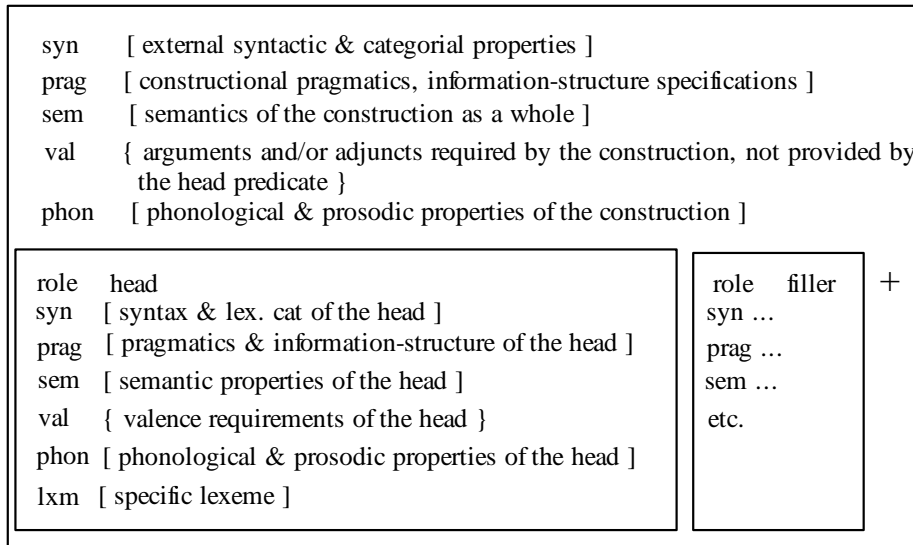 syn [ external syntactic & categorial properties ]
prag [ constructional pragmatics, information-structure specifications ]
sem [ semantics of the construction as a whole ]
val { arguments and/or adjuncts required by the construction, not provided by
the head predicate }
phon [ phonological & prosodic properties of the construction ]
role head
syn [ syntax & lex. cat of the head ]
prag [ pragmatics & information-structure of the head ]
sem [ semantic properties of the head ]
val { valence requirements of the head }
phon [ phonological & prosodic properties of the head ]
lxm [ specific lexeme ]
role filler
syn ...
prag ...
sem ...
etc.
+